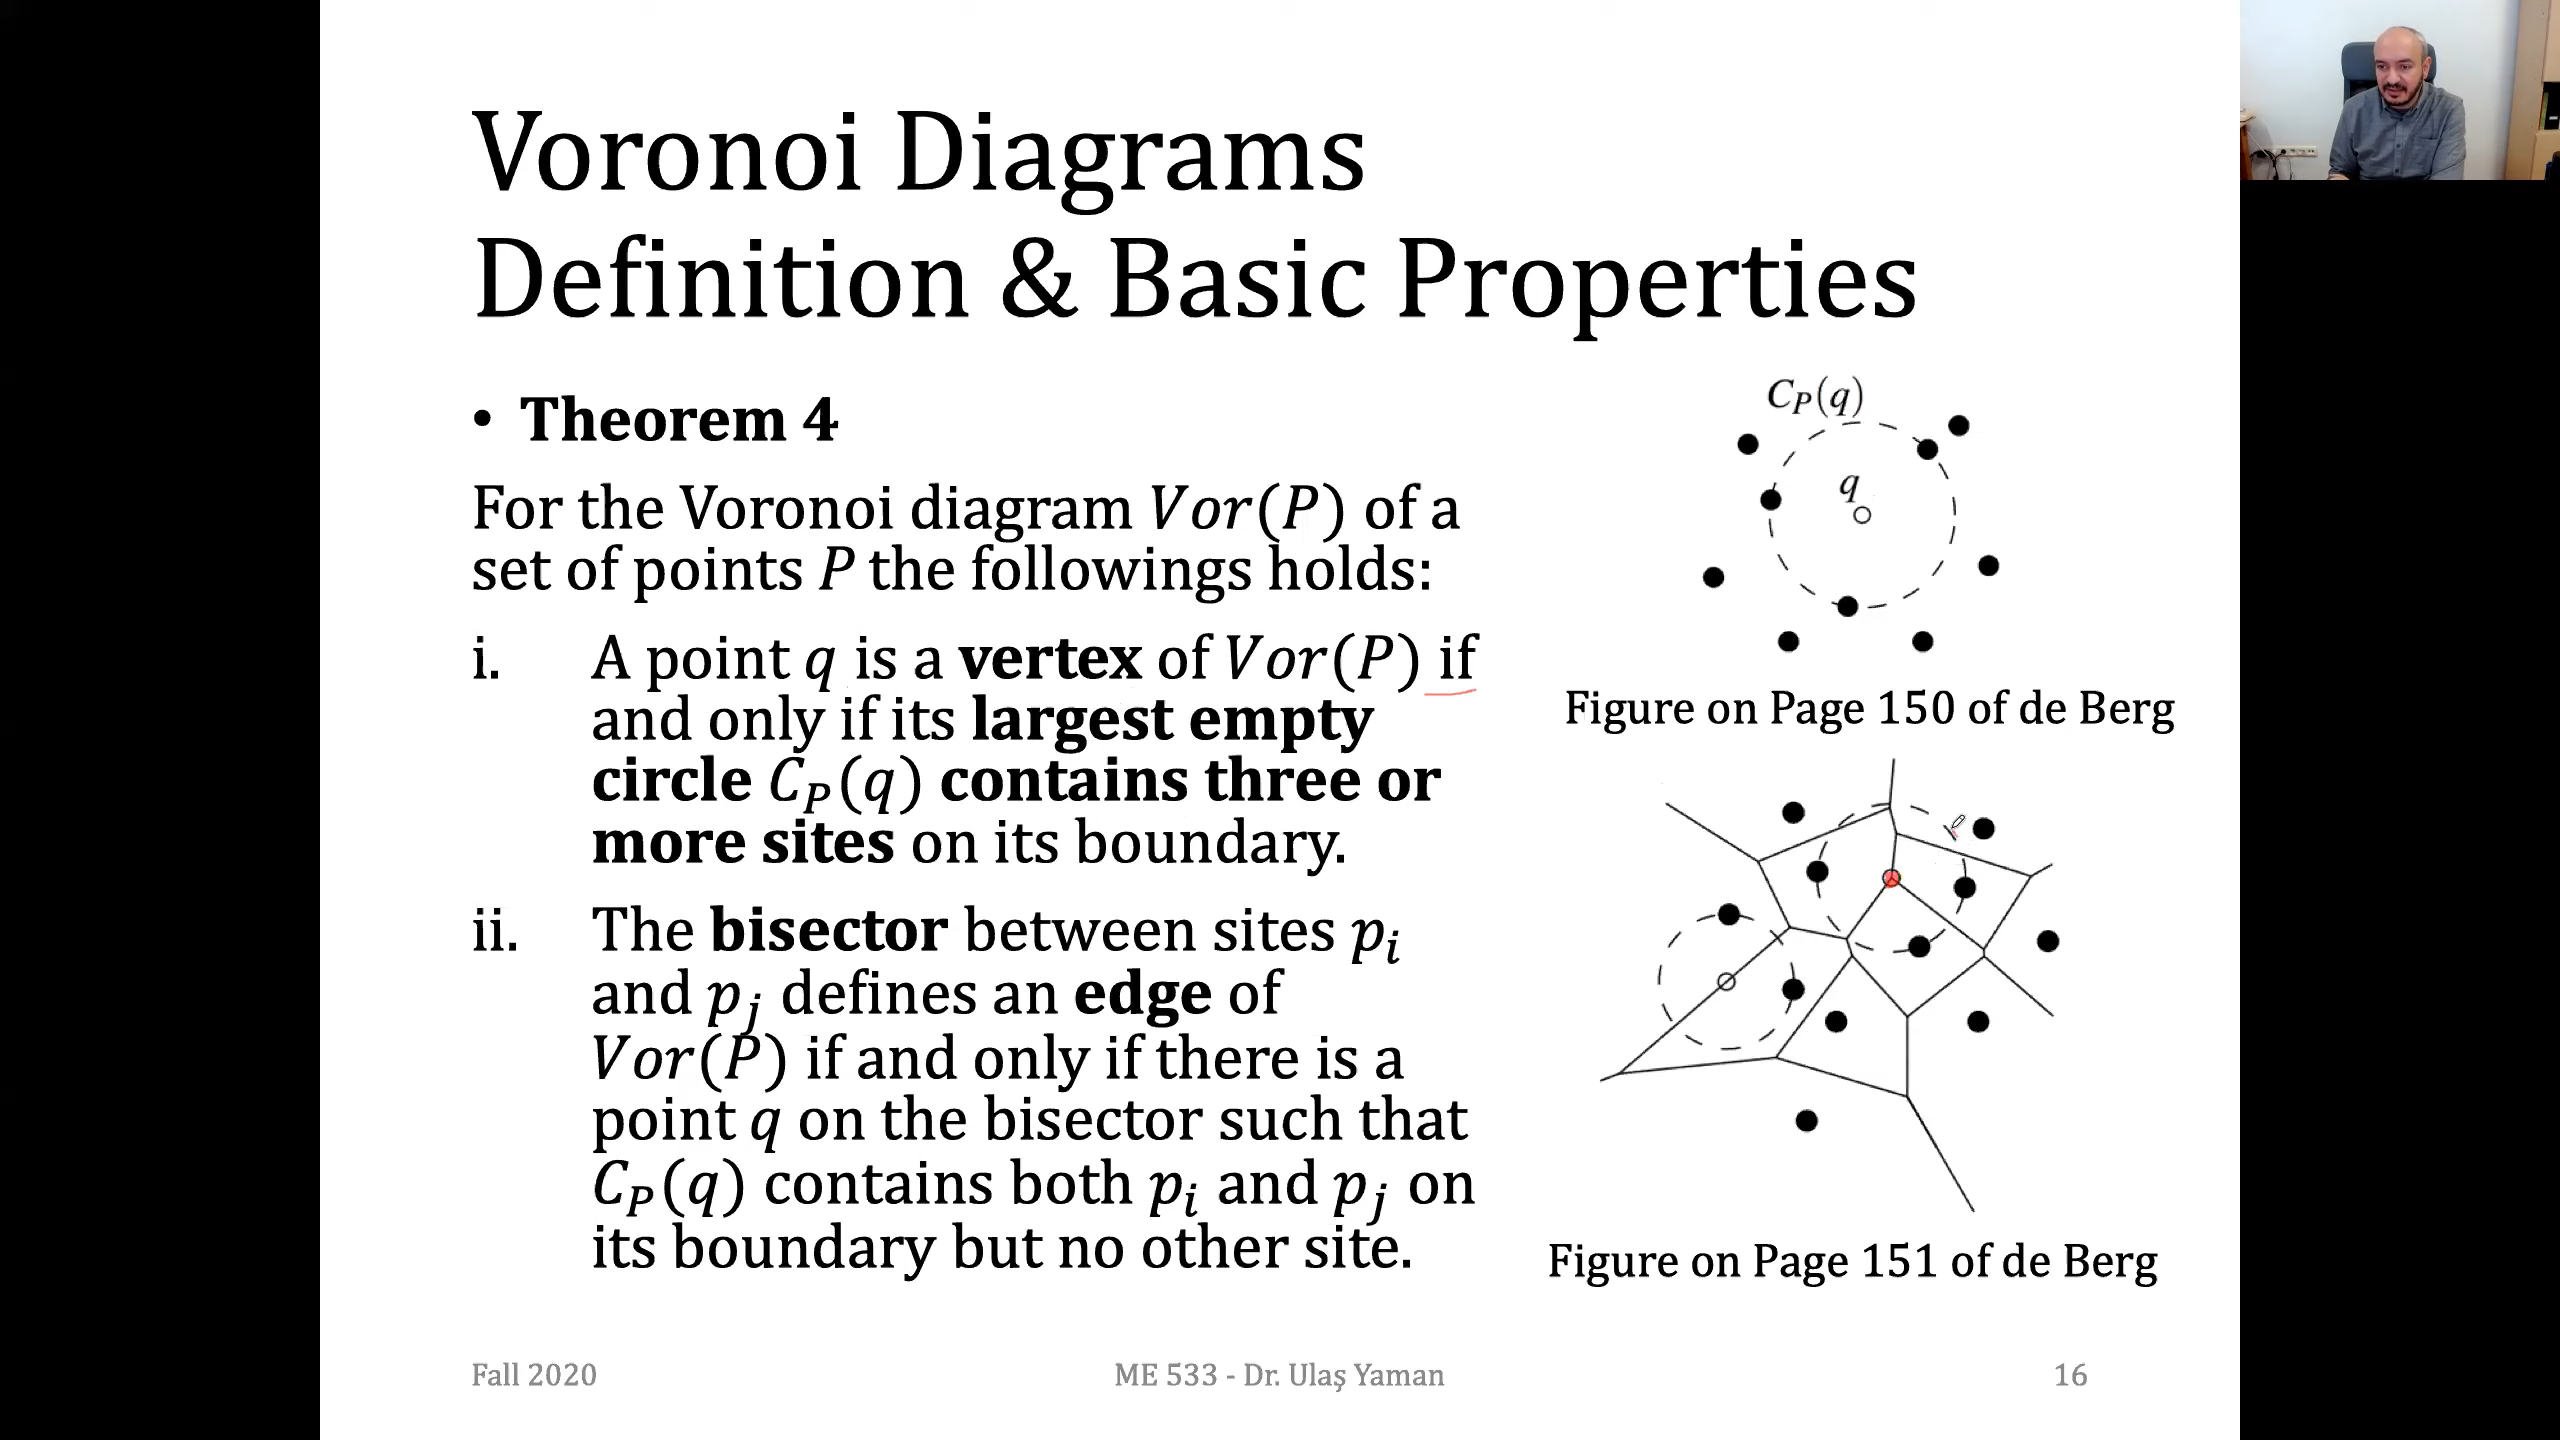 Voronoi Diagrams
Definition & Basic Properties
• Theorem 4
For the Voronoi diagram Vor(P) of a
set of points P the followings holds:
i. A point q is a vertex of Vor(P) if
and only if its largest empty
circle C_P(q) contains three or
more sites on its boundary.
ii. The bisector between sites p_i
and p_j defines an edge of
Vor(P) if and only if there is a
point q on the bisector such that
C_P(q) contains both p_i and p_j on
its boundary but no other site.
C_P(q)
q
Figure on Page 150 of de Berg
Figure on Page 151 of de Berg
Fall 2020
ME 533 - Dr. Ulaş Yaman
16